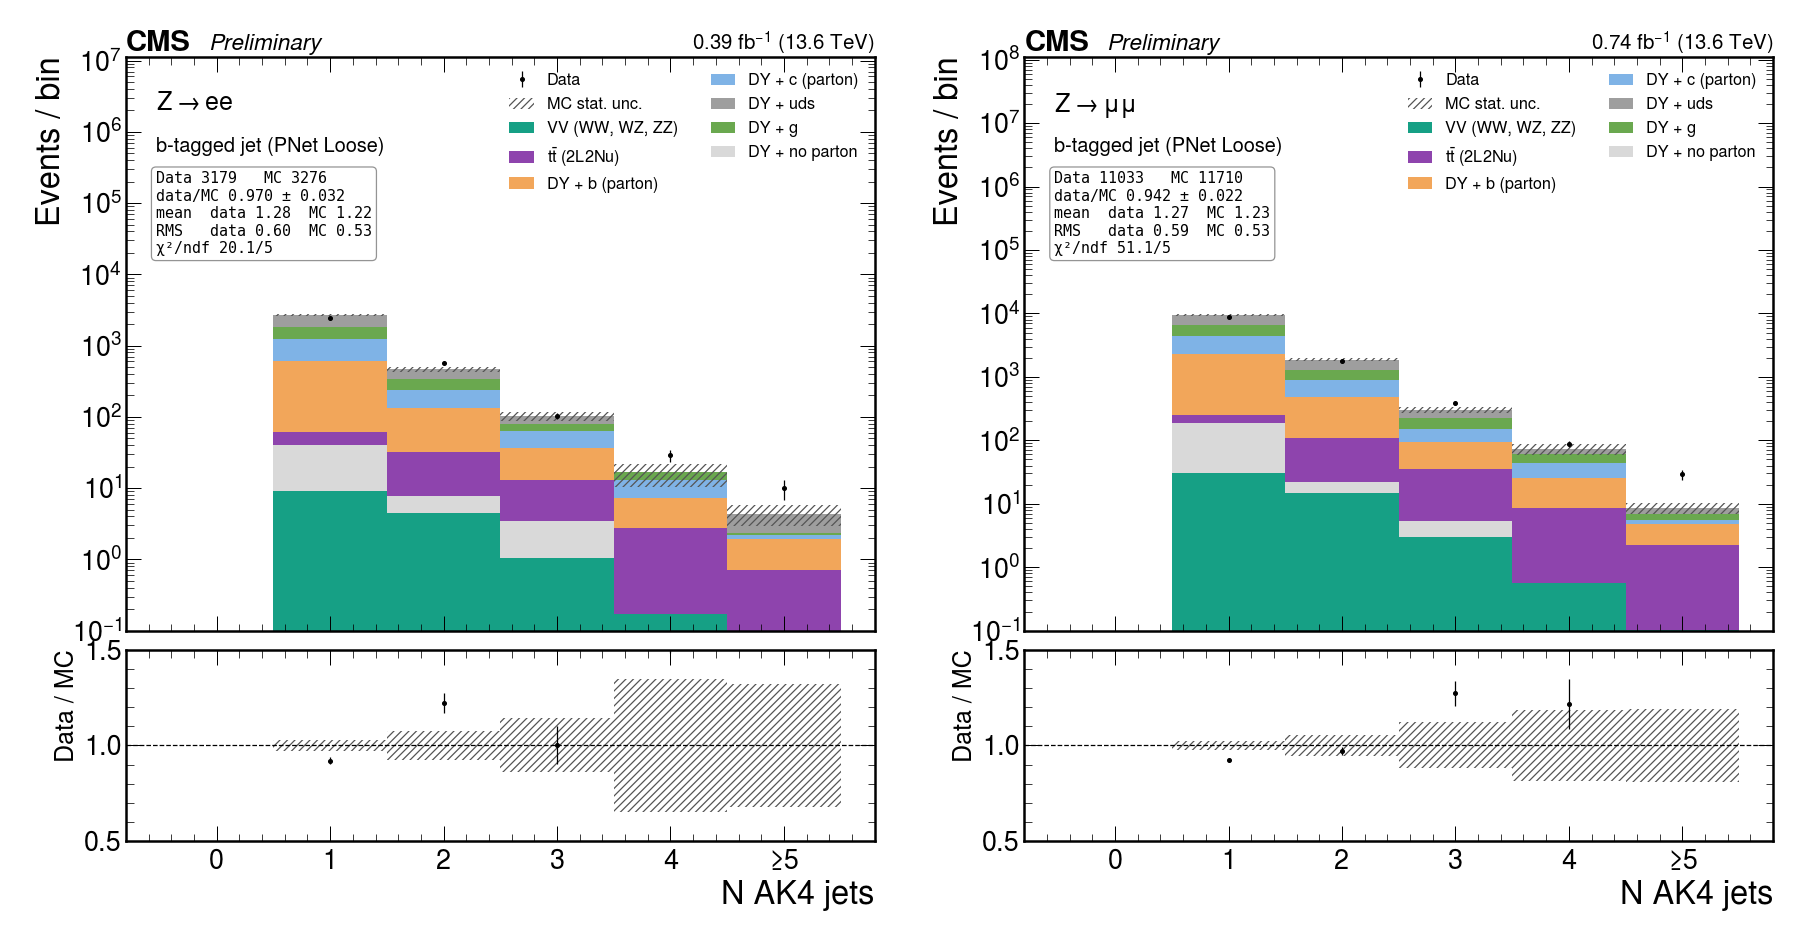 CMS Preliminary 0.39 fb⁻¹ (13.6 TeV)
Events / bin
10⁷
10⁶
10⁵
10⁴
10³
10²
10¹
10⁰
10⁻¹
Z → ee
b-tagged jet (PNet Loose)
Data 3179 MC 3276
data/MC 0.970 ± 0.032
mean data 1.28 MC 1.22
RMS data 0.60 MC 0.53
χ²/ndf 20.1/5
Data
MC stat. unc.
VV (WW, WZ, ZZ)
tt̄ (2L2Nu)
DY + b (parton)
DY + c (parton)
DY + uds
DY + g
DY + no parton
Data / MC
1.5
1.0
0.5
0 1 2 3 4 ≥5
N AK4 jets
CMS Preliminary 0.74 fb⁻¹ (13.6 TeV)
Events / bin
10⁸
10⁷
10⁶
10⁵
10⁴
10³
10²
10¹
10⁰
10⁻¹
Z → μμ
b-tagged jet (PNet Loose)
Data 11033 MC 11710
data/MC 0.942 ± 0.022
mean data 1.27 MC 1.23
RMS data 0.59 MC 0.53
χ²/ndf 51.1/5
Data
MC stat. unc.
VV (WW, WZ, ZZ)
tt̄ (2L2Nu)
DY + b (parton)
DY + c (parton)
DY + uds
DY + g
DY + no parton
Data / MC
1.5
1.0
0.5
0 1 2 3 4 ≥5
N AK4 jets